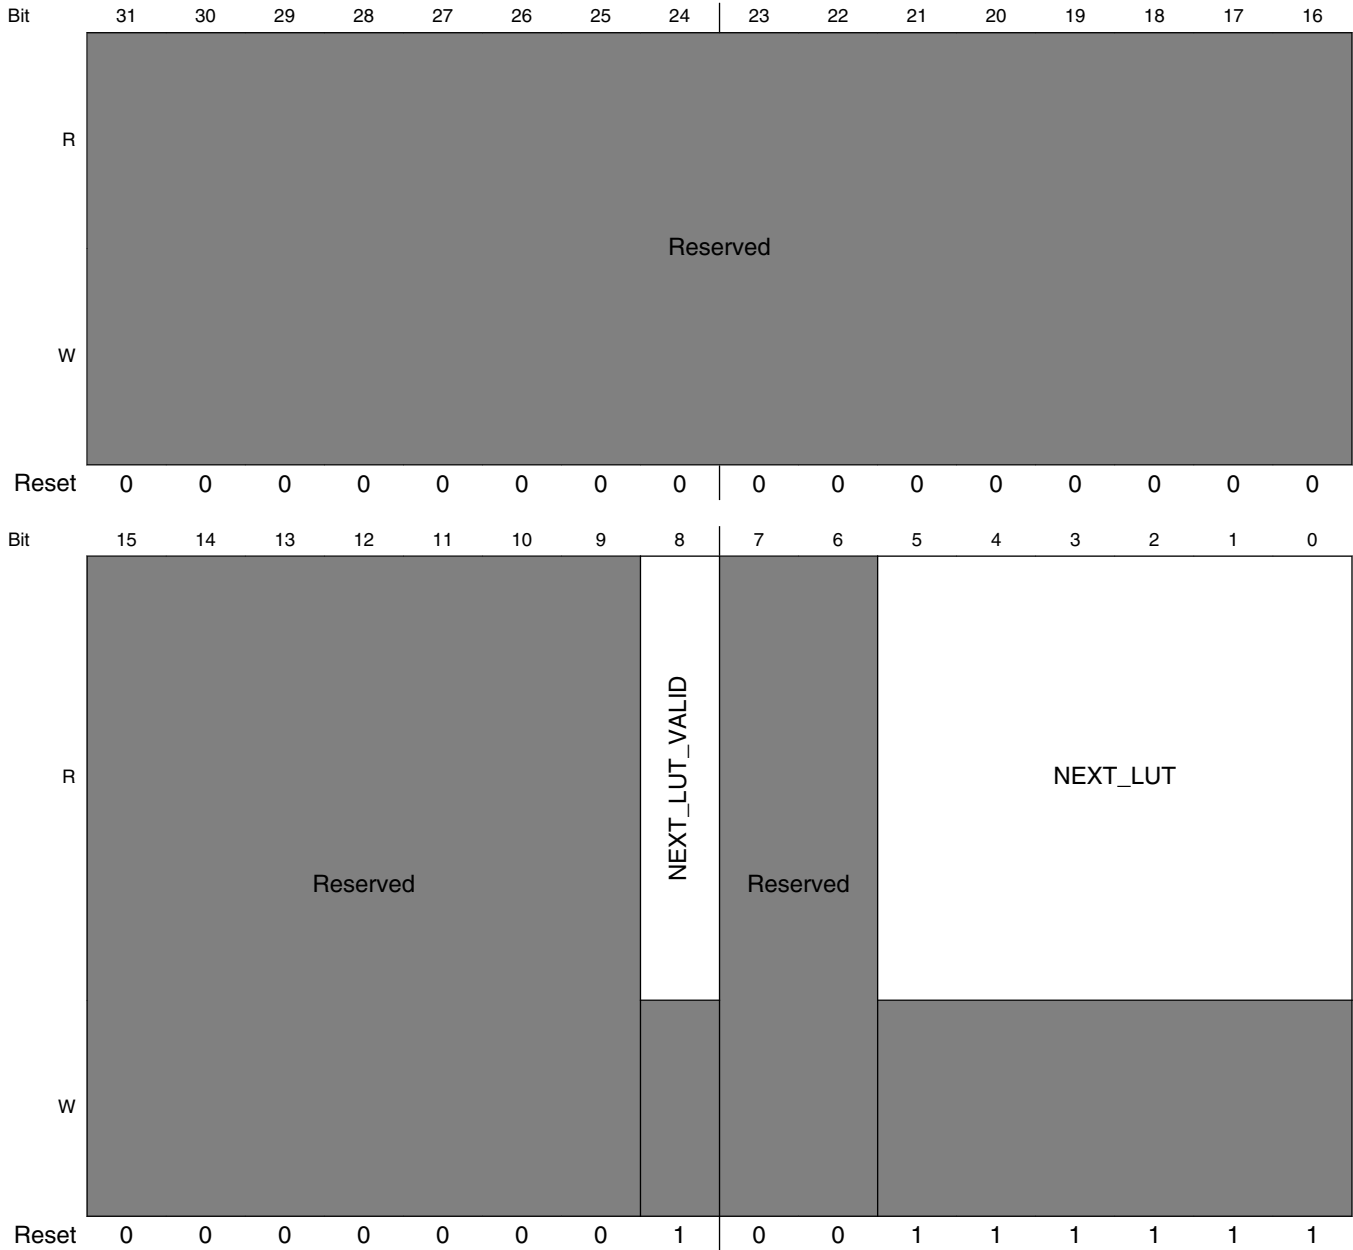 Bit 31 30 29 28 27 26 25 24 23 22 21 20 19 18 17 16
R
Reserved
W
Reset 0 0 0 0 0 0 0 0 0 0 0 0 0 0 0 0
Bit 15 14 13 12 11 10 9 8 7 6 5 4 3 2 1 0
R
NEXT_LUT_VALID
NEXT_LUT
Reserved
Reserved
W
Reset 0 0 0 0 0 0 0 1 0 0 1 1 1 1 1 1